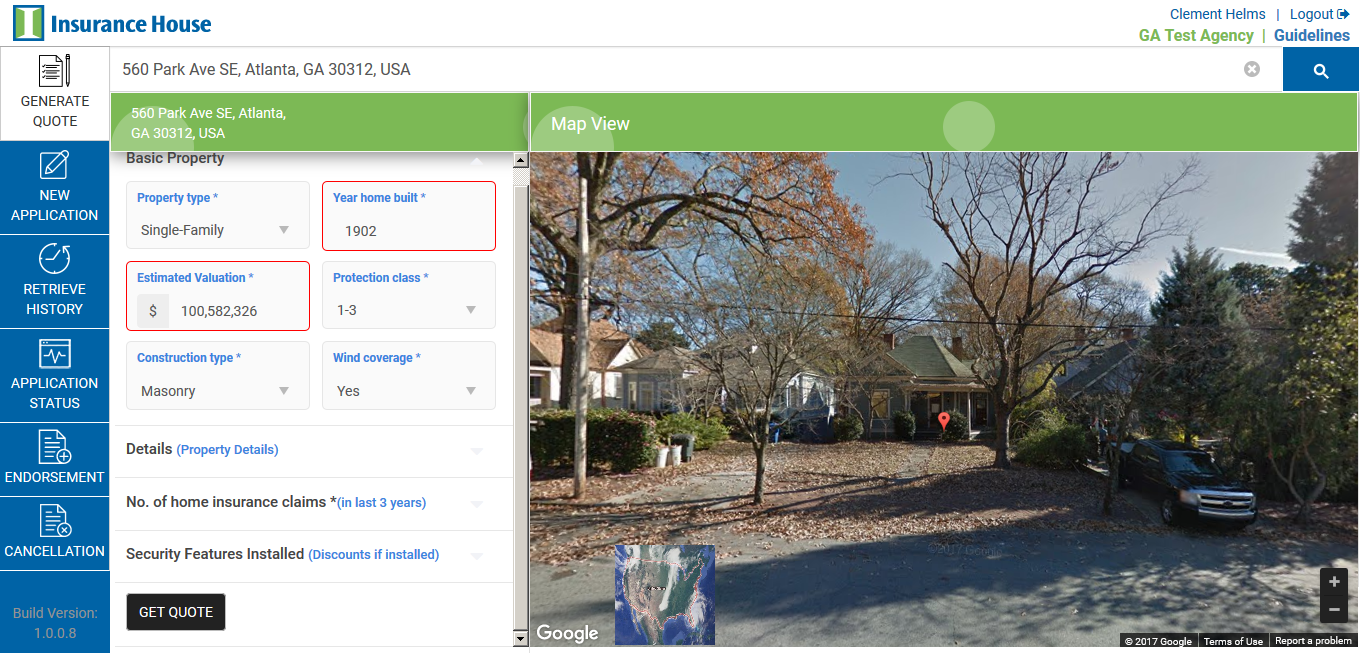 Insurance House
Clement Helms | Logout
GA Test Agency | Guidelines
560 Park Ave SE, Atlanta, GA 30312, USA
GENERATE
QUOTE
NEW
APPLICATION
RETRIEVE
HISTORY
APPLICATION
STATUS
ENDORSEMENT
CANCELLATION
Build Version:
1.0.0.8
560 Park Ave SE, Atlanta,
GA 30312, USA
Basic Property
Property type *
Single-Family
Year home built *
1902
Estimated Valuation *
$ 100,582,326
Protection class *
1-3
Construction type *
Masonry
Wind coverage *
Yes
Details (Property Details)
No. of home insurance claims *(in last 3 years)
Security Features Installed (Discounts if installed)
GET QUOTE
Map View
©2017 Google
+
−
Google
© 2017 Google
Terms of Use
Report a problem